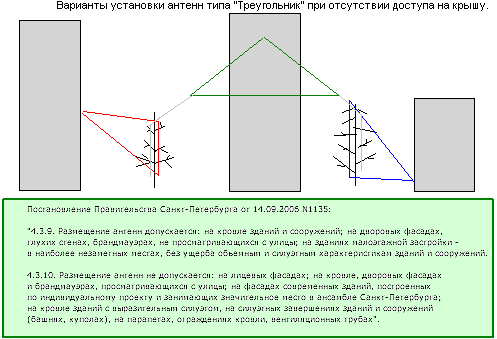 Варианты установки антенн типа "Треугольник" при отсутствии доступа на крышу.
Постановление Правительства Санкт-Петербурга от 14.09.2006 N1135:
"4.3.9. Размещение антенн допускается: на кровле зданий и сооружений; на дворовых фасадах,
глухих стенах, брандмауэрах, не просматривающихся с улицы; на зданиях малоэтажной застройки -
в наиболее незаметных местах, без ущерба объемным и силуэтным характеристикам зданий и сооружений.
4.3.10. Размещение антенн не допускается: на лицевых фасадах; на кровле, дворовых фасадах
и брандмауэрах, просматривающихся с улицы; на фасадах современных зданий, построенных
по индивидуальному проекту и занимающих значительное место в ансамбле Санкт-Петербурга;
на кровле зданий с выразительным силуэтом, на силуэтных завершениях зданий и сооружений
(башнях, куполах), на парапетах, ограждениях кровли, вентиляционных трубах".